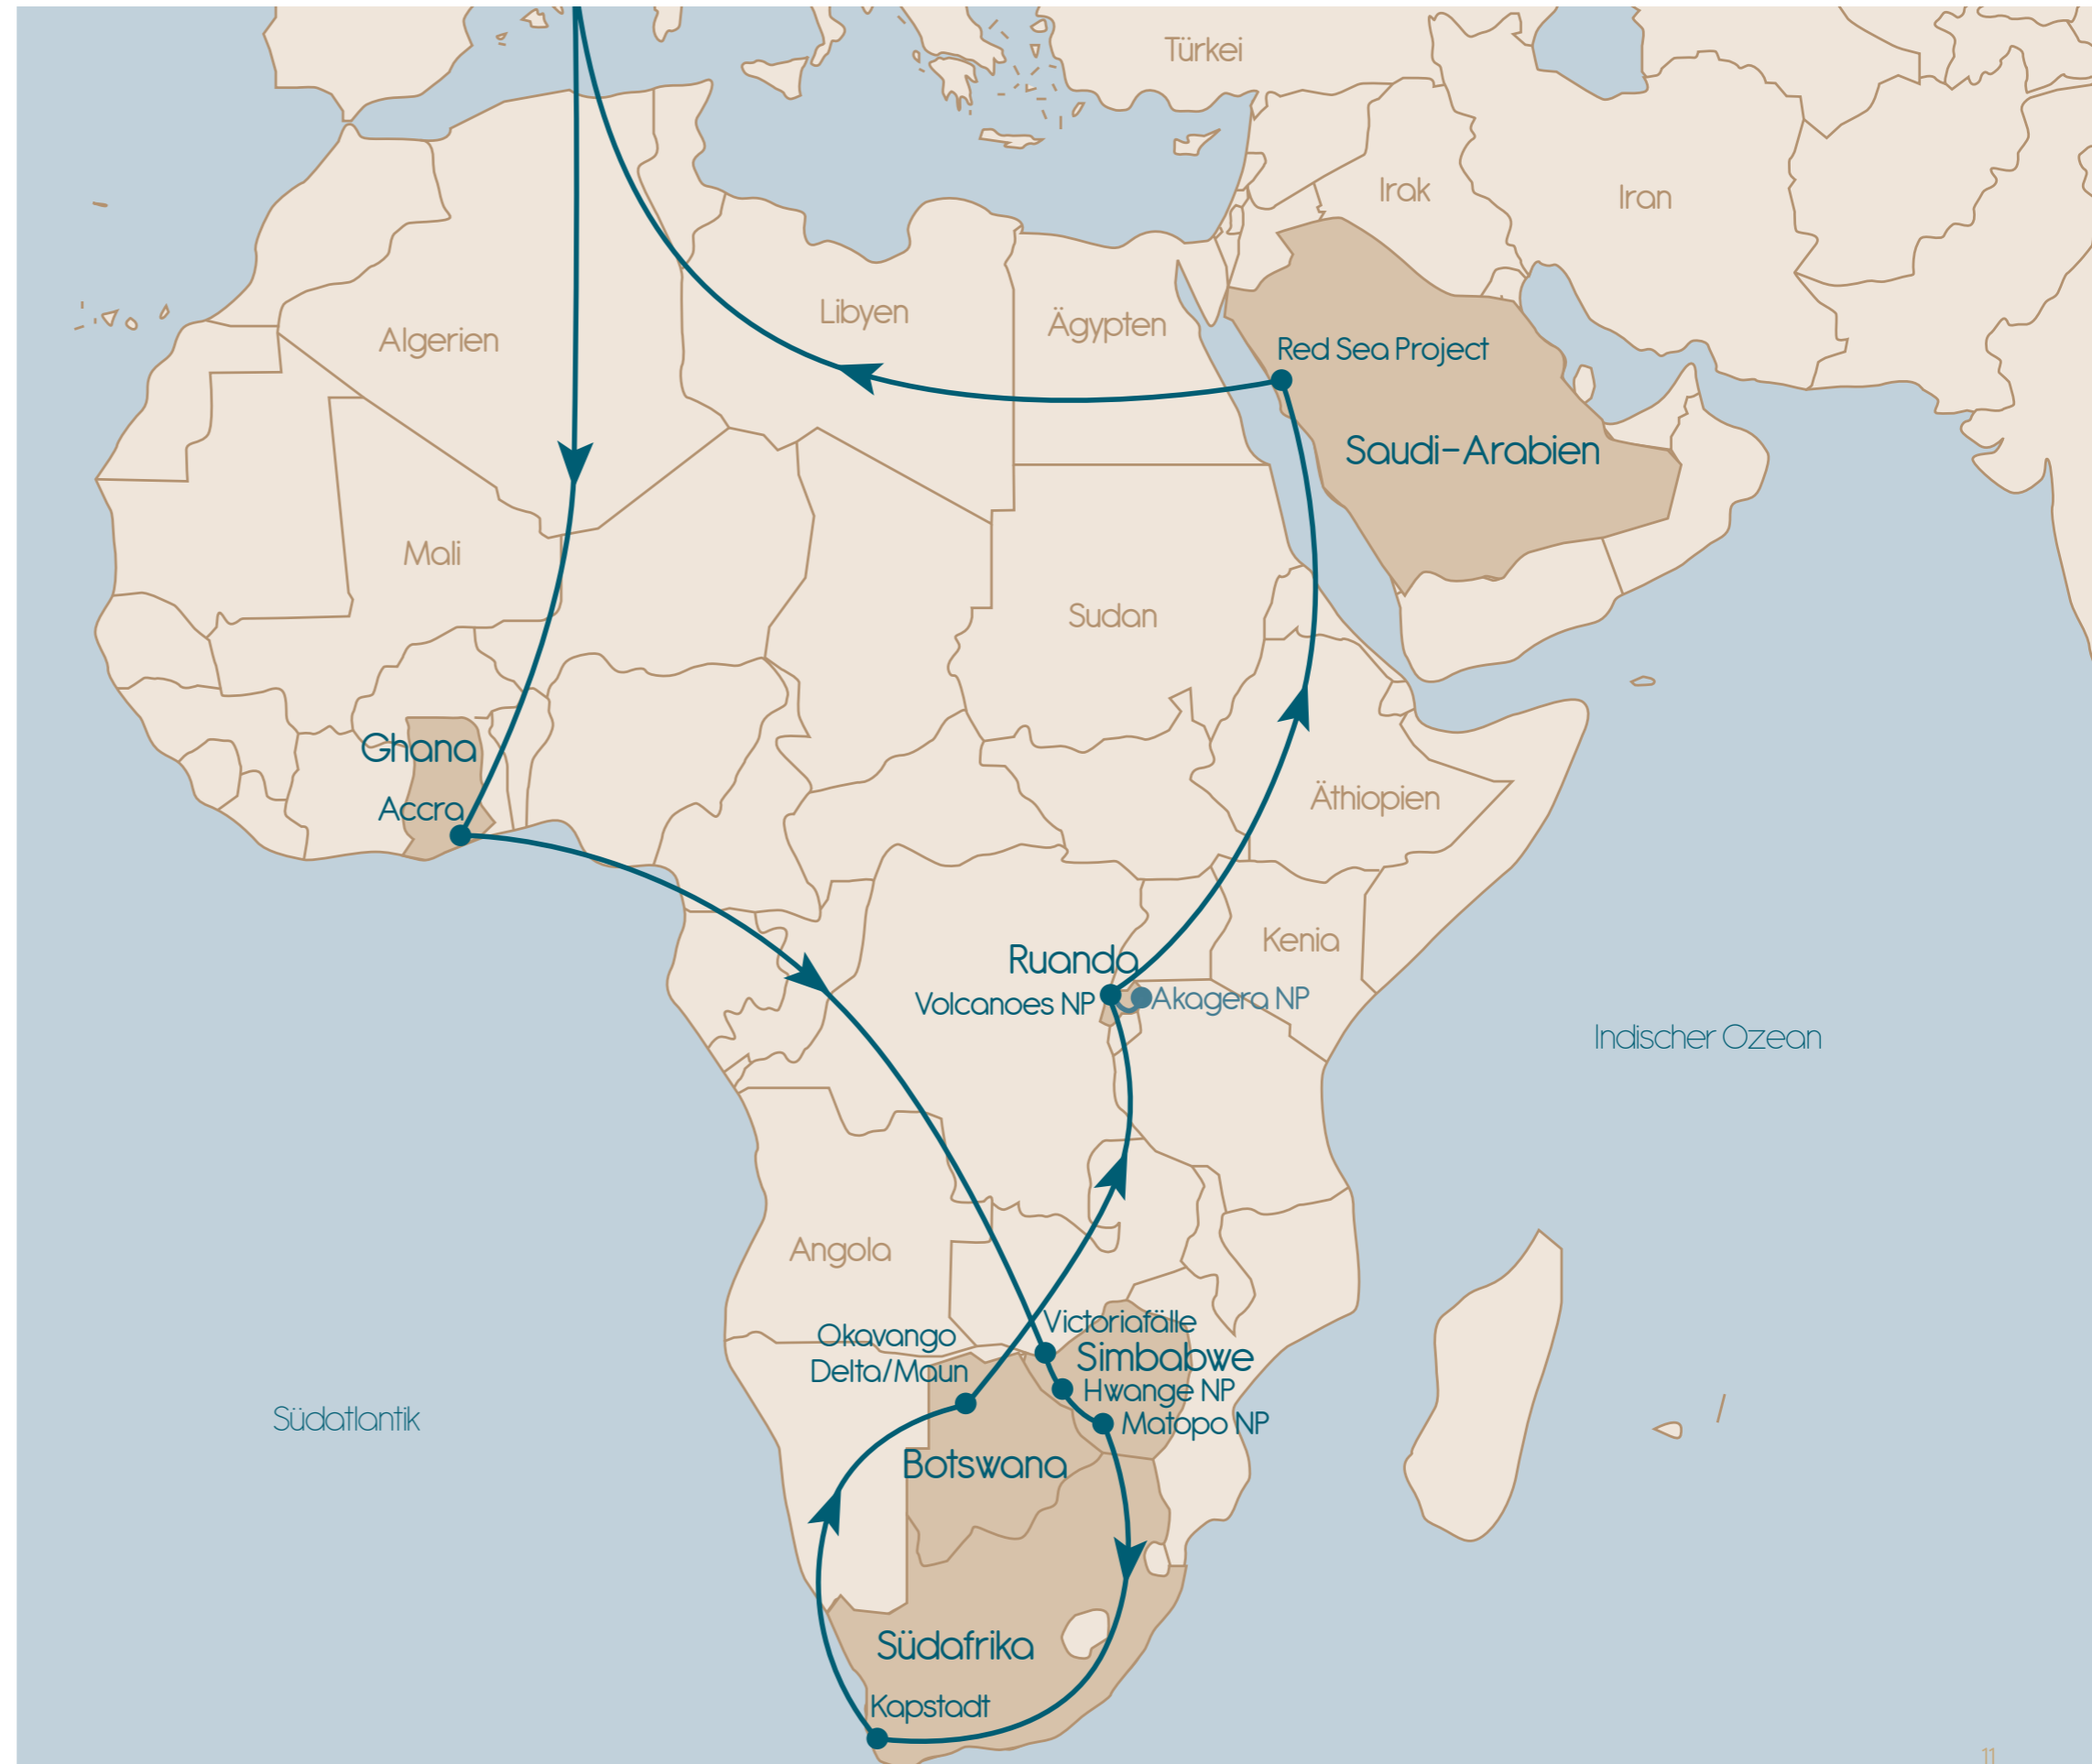 Türkei
Irak
Iran
Libyen
Ägypten
Algerien
Red Sea Project
Saudi-Arabien
Mali
Sudan
Ghana
Accra
Äthiopien
Kenia
Ruanda
Volcanoes NP
Akagera NP
Indischer Ozean
Angola
Victoriafälle
Okavango
Delta/Maun
Simbabwe
Hwange NP
Matopo NP
Südatlantik
Botswana
Südafrika
Kapstadt
11